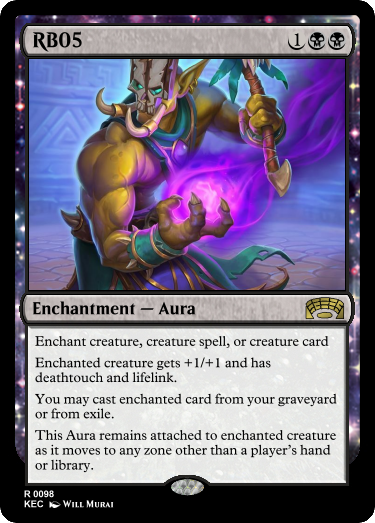 RB05 1
Enchantment — Aura
Enchant creature, creature spell, or creature card
Enchanted creature gets +1/+1 and has
deathtouch and lifelink.
You may cast enchanted card from your graveyard
or from exile.
This Aura remains attached to enchanted creature
as it moves to any zone other than a player's hand
or library.
R 0098
KEC Will Murai